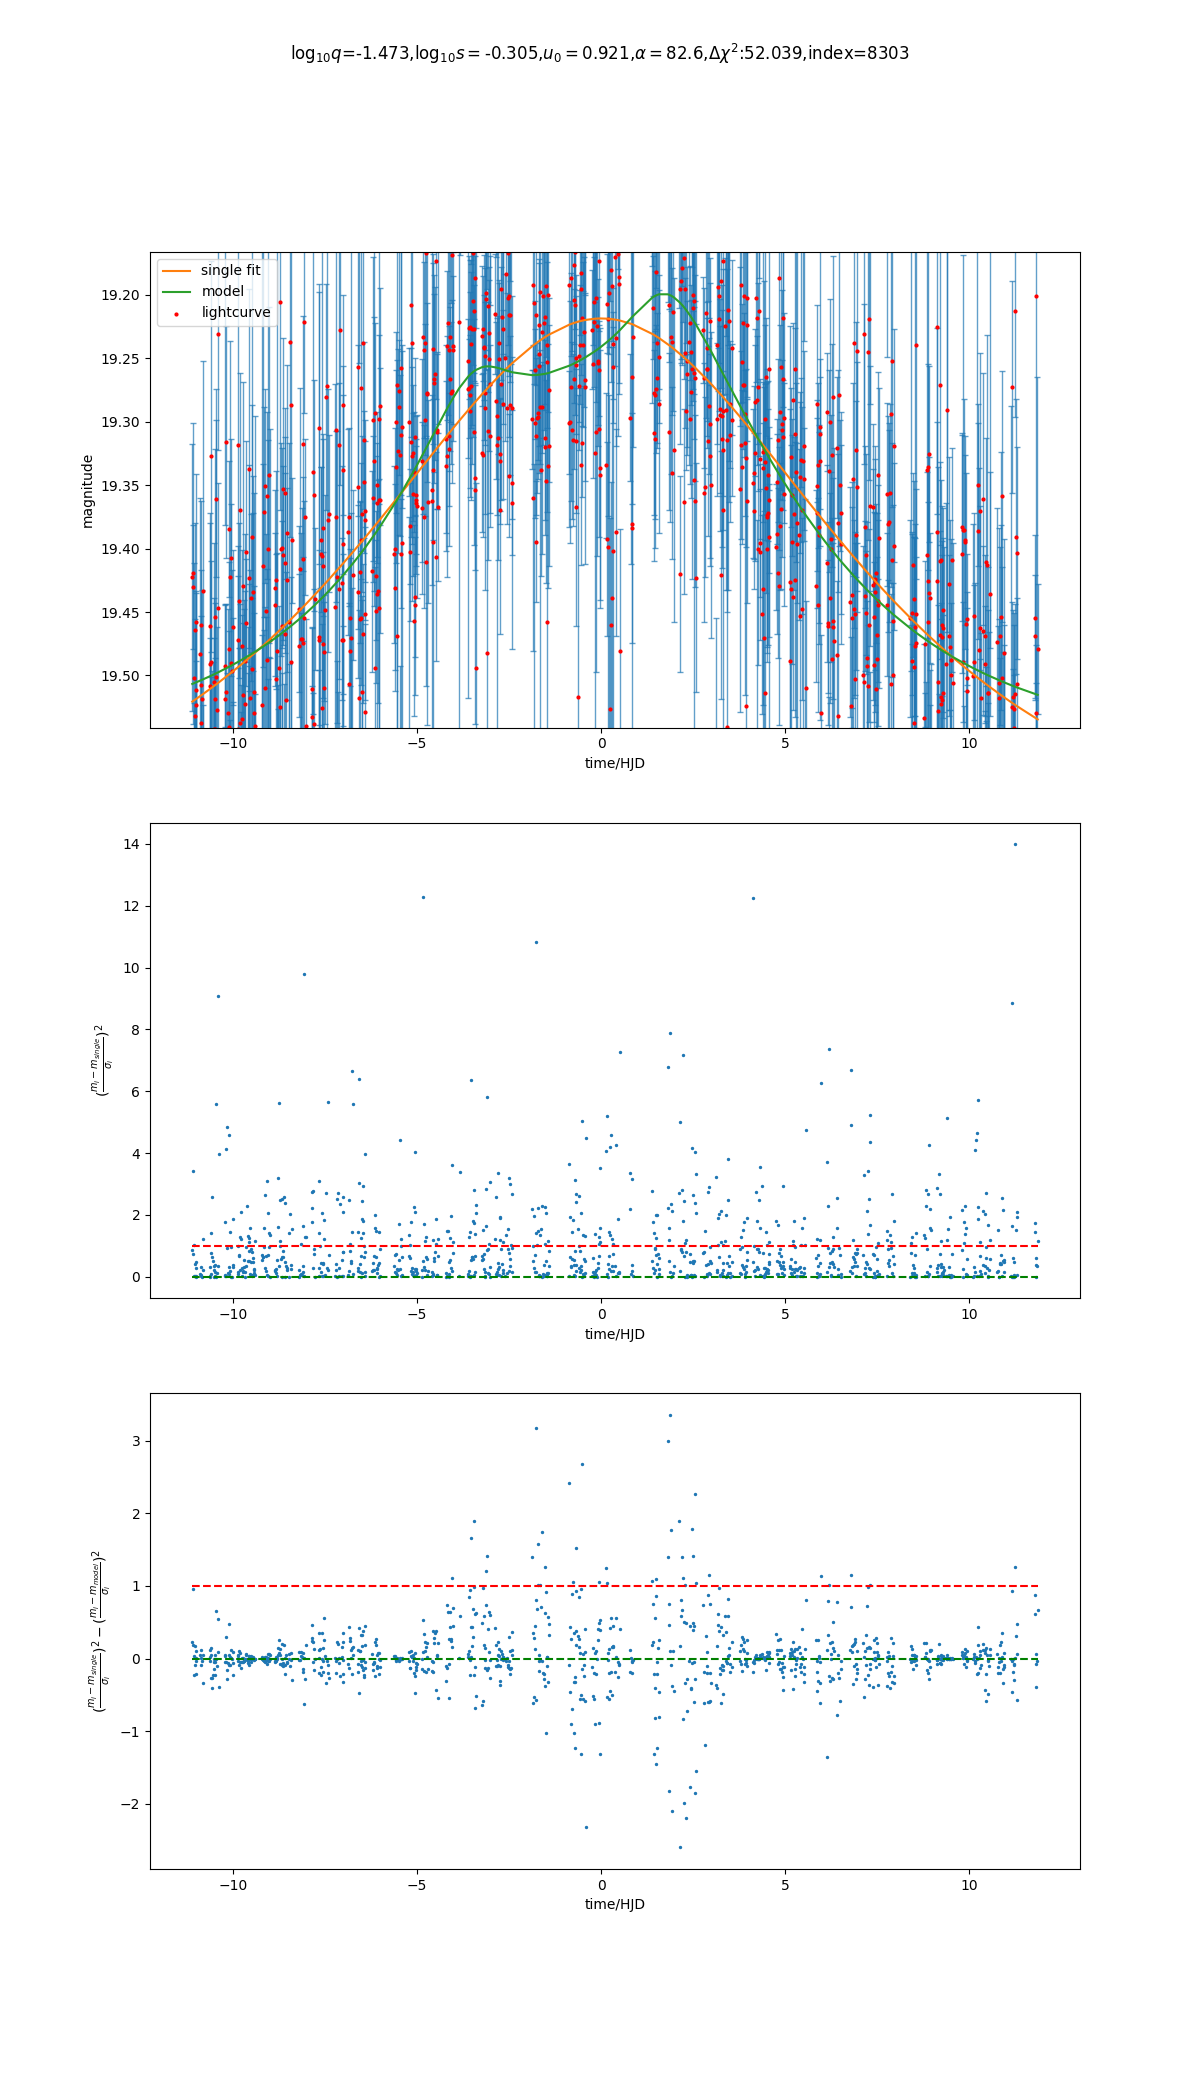 log₁₀q=-1.473,log₁₀s = -0.305,u₀ = 0.921,α = 82.6,Δχ²:52.039,index=8303
single fit
model
lightcurve
magnitude
19.20
19.25
19.30
19.35
19.40
19.45
19.50
−10 −5 0 5 10
time/HJD
((mᵢ − m_single)/σᵢ)²
14
12
10
8
6
4
2
0
−10 −5 0 5 10
time/HJD
((mᵢ − m_single)/σᵢ)² − ((mᵢ − m_model)/σᵢ)²
3
2
1
0
−1
−2
−10 −5 0 5 10
time/HJD